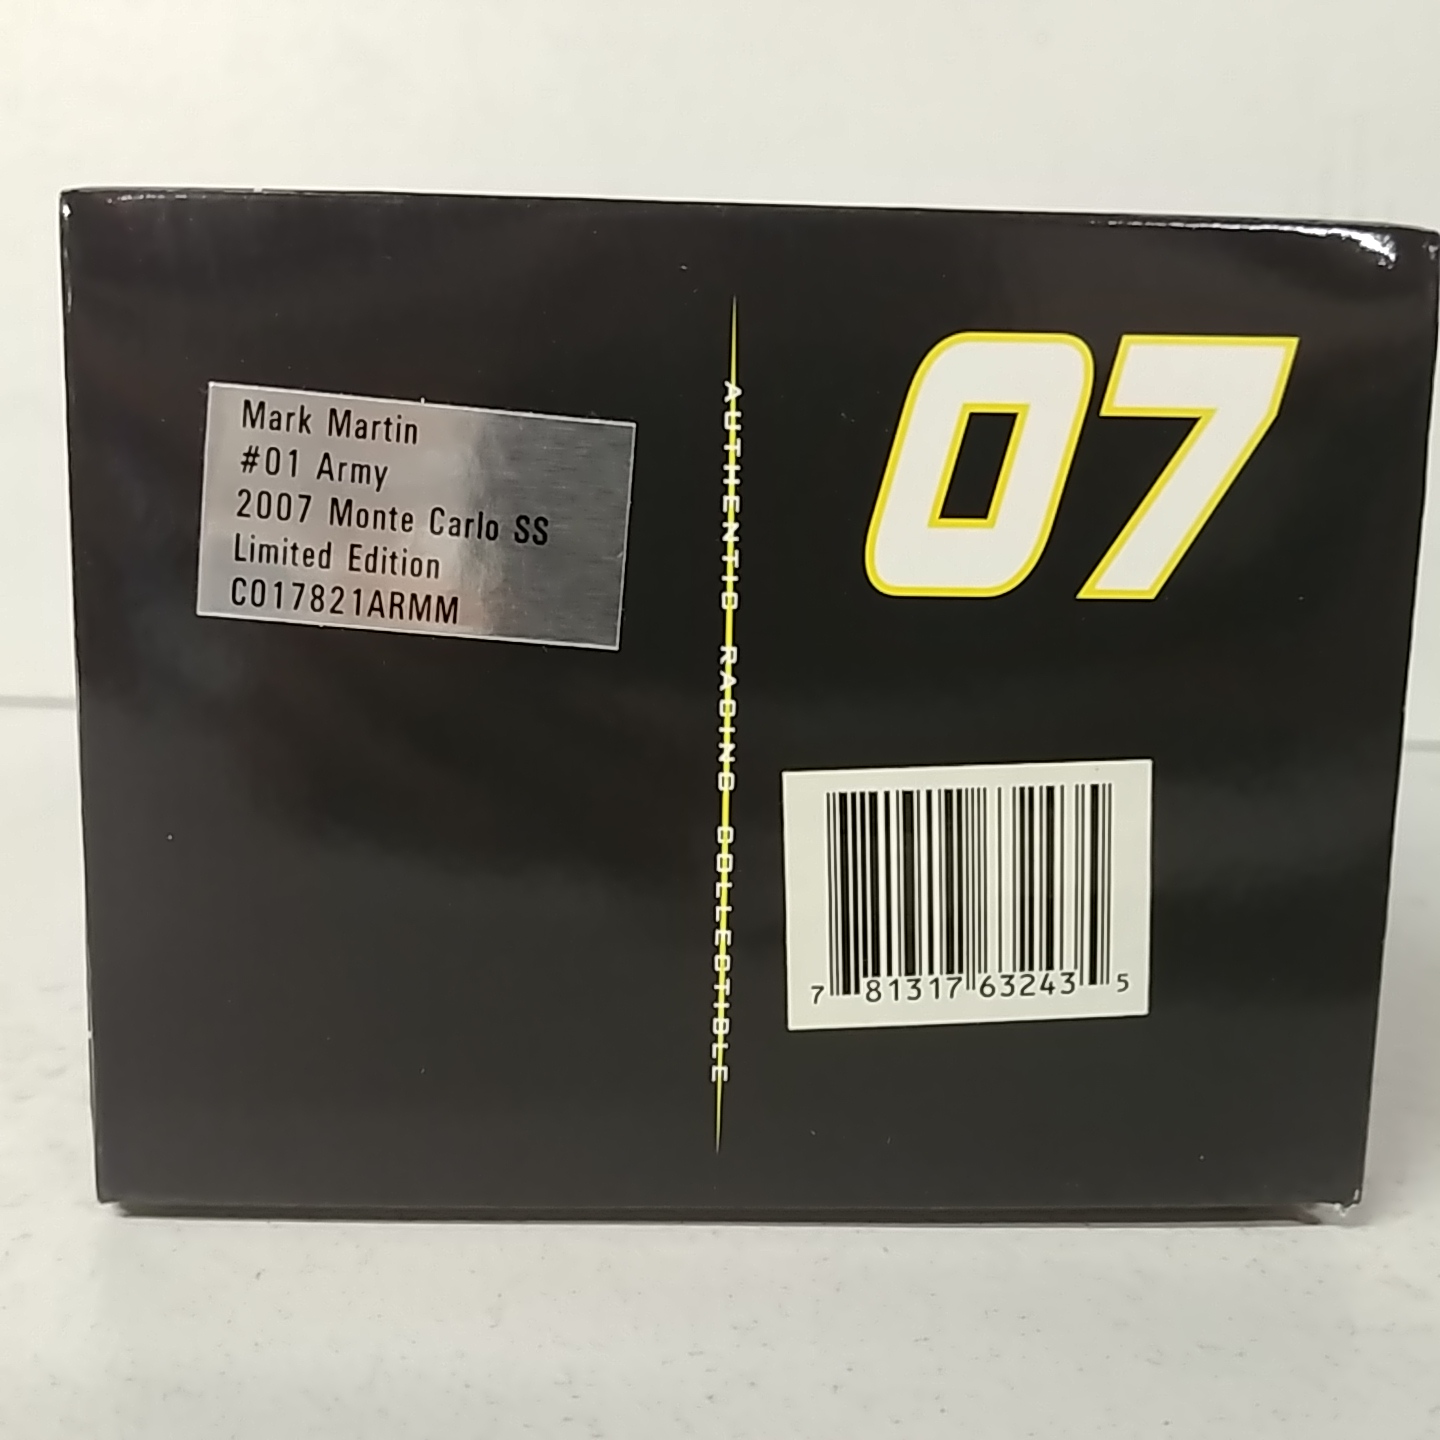 Mark Martin
#01 Army
2007 Monte Carlo SS
Limited Edition
C017821ARMM
AUTHENTIC RACING COLLECTIBLE
07
7 81317 63243 5